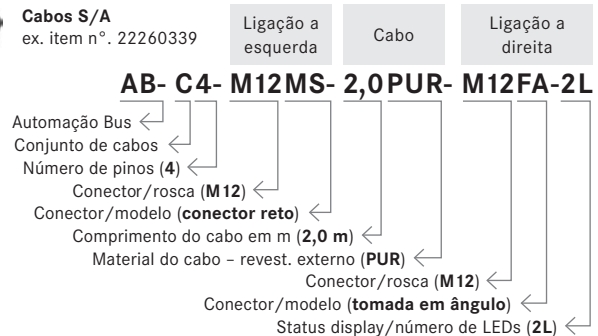 Cabos S/A
ex. item n°. 22260339
Ligação a
esquerda
Cabo
Ligação a
direita
AB- C4- M12MS- 2,0PUR- M12FA-2L
Automação Bus
Conjunto de cabos
Número de pinos (4)
Conector/rosca (M12)
Conector/modelo (conector reto)
Comprimento do cabo em m (2,0 m)
Material do cabo – revest. externo (PUR)
Conector/rosca (M12)
Conector/modelo (tomada em ângulo)
Status display/número de LEDs (2L)